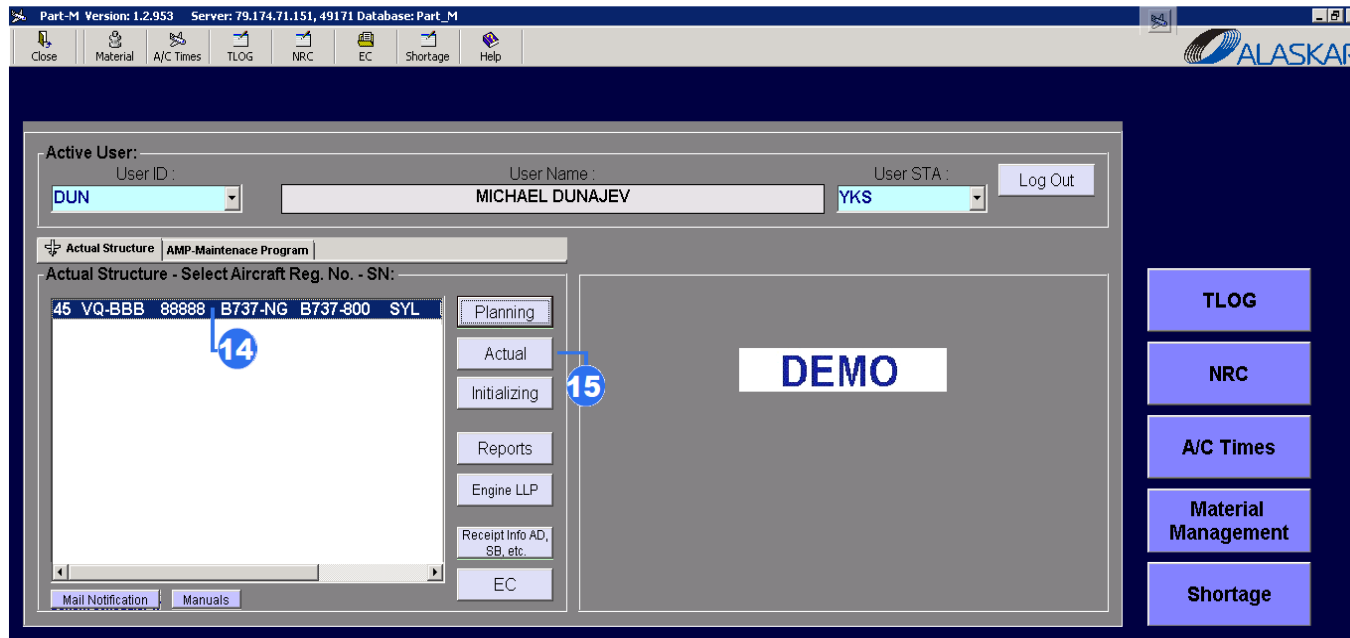 Part-M Version: 1.2.953 Server: 79.174.71.151, 49171 Database: Part_M
Close Material A/C Times TLOG NRC EC Shortage Help
ALASKAR
Active User:
User ID : User Name : User STA :
DUN MICHAEL DUNAJEV YKS Log Out
Actual Structure AMP-Maintenace Program
Actual Structure - Select Aircraft Reg. No. - SN:
45 VQ-BBB 88888 B737-NG B737-800 SYL
14
Planning
Actual
15
Initializing
Reports
Engine LLP
Receipt Info AD,
SB, etc.
EC
Mail Notification Manuals
DEMO
TLOG
NRC
A/C Times
Material
Management
Shortage